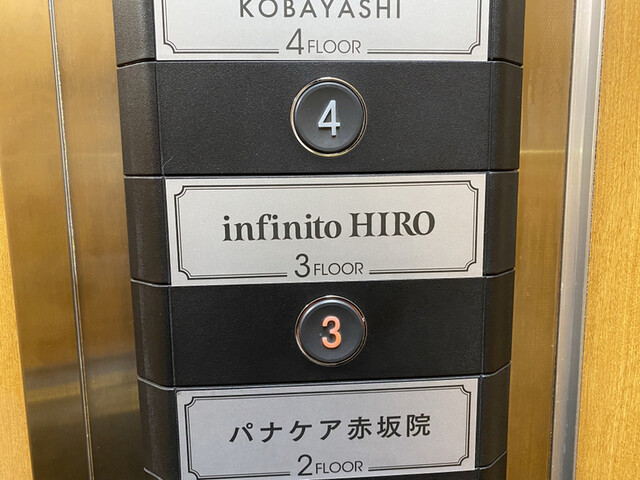 KOBAYASHI
4 FLOOR
4
infinito HIRO
3 FLOOR
3
パナケア赤坂院
2 FLOOR